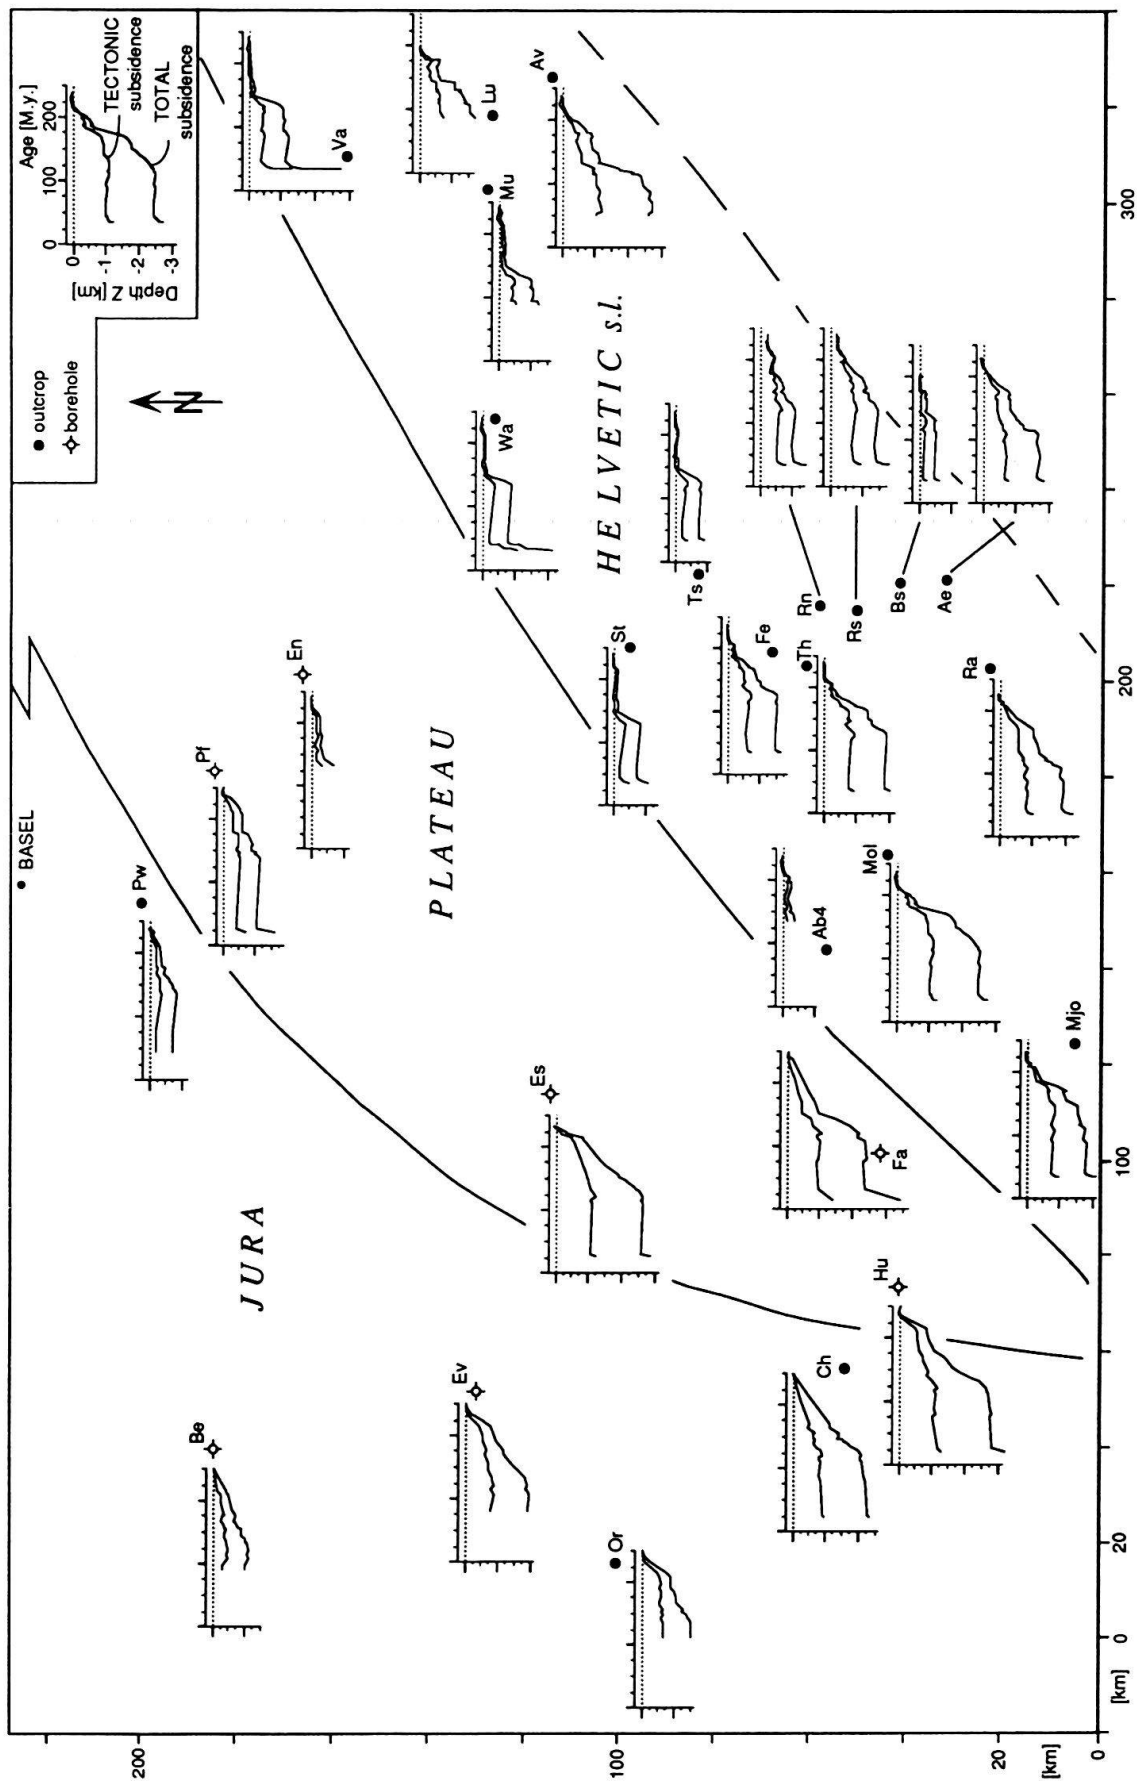 Age [M.y.]
0
100
200
Depth Z [km]
0
-1
-2
-3
TECTONIC
subsidence
TOTAL
subsidence
outcrop
borehole
N
BASEL
JURA
PLATEAU
HELVETIC s.l.
Be
Ev
Or
Ch
Hu
Es
Fa
Pw
Pf
En
Mjo
Mol
Ab4
St
Ra
Th
Fe
Ts
Rn
Rs
Bs
Ae
Wa
Mu
Lu
Va
Av
200
100
20
0
[km]
[km]
0
20
100
200
300